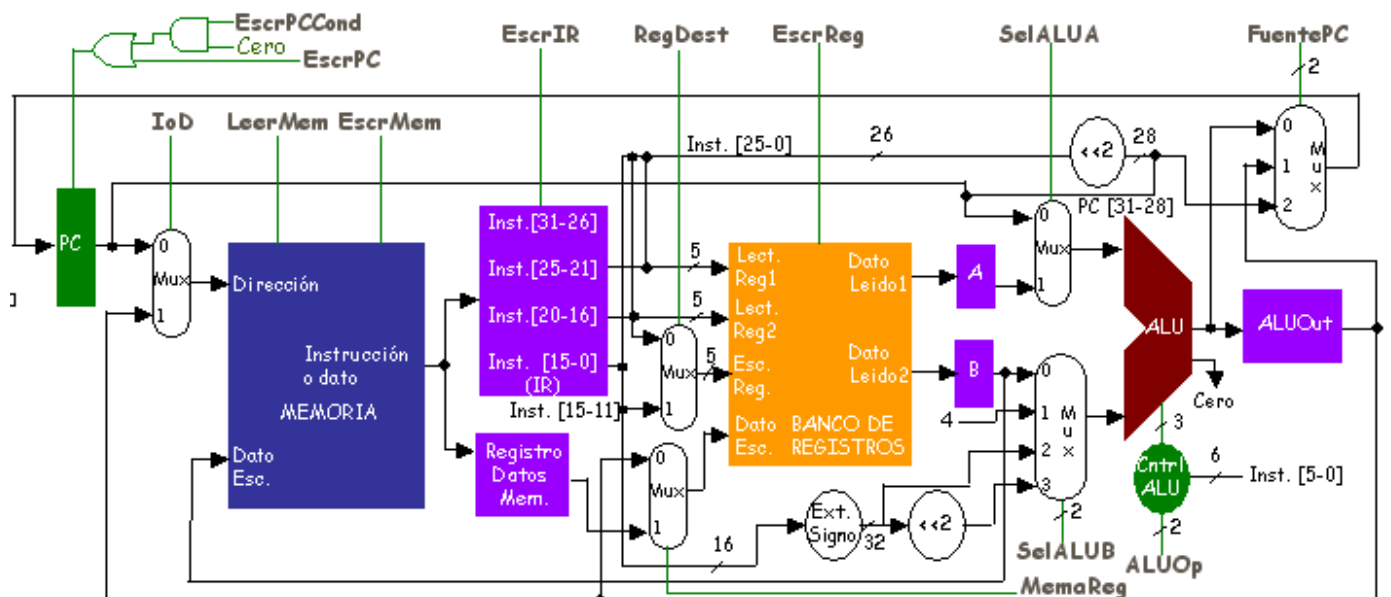 EscrPCCond
Cero
EscrPC
EscrIR
RegDest
EscrReg
SelALUA
FuentePC
2
IoD
LeerMem
EscrMem
Inst. [25-0]
26
<<2
28
0
1
2
Mux
PC
0
Mux
1
Dirección
Instrucción
o dato
MEMORIA
Dato
Esc.
Inst.[31-26]
Inst.[25-21]
Inst.[20-16]
Inst. [15-0]
(IR)
Inst. [15-11]
Registro
Datos
Mem.
5
5
5
0
Mux
1
0
Mux
1
Lect.
Reg1
Lect.
Reg2
Esc.
Reg.
Dato
Esc.
Dato
Leido1
Dato
Leido2
BANCO DE
REGISTROS
A
B
4
PC [31-28]
0
Mux
1
0
1
2
3
Mux
ALU
ALUOut
Cero
3
Cntrl
ALU
6
Inst. [5-0]
2
ALUOp
16
Ext.
Signo
32
<<2
2
SelALUB
MemaReg
]